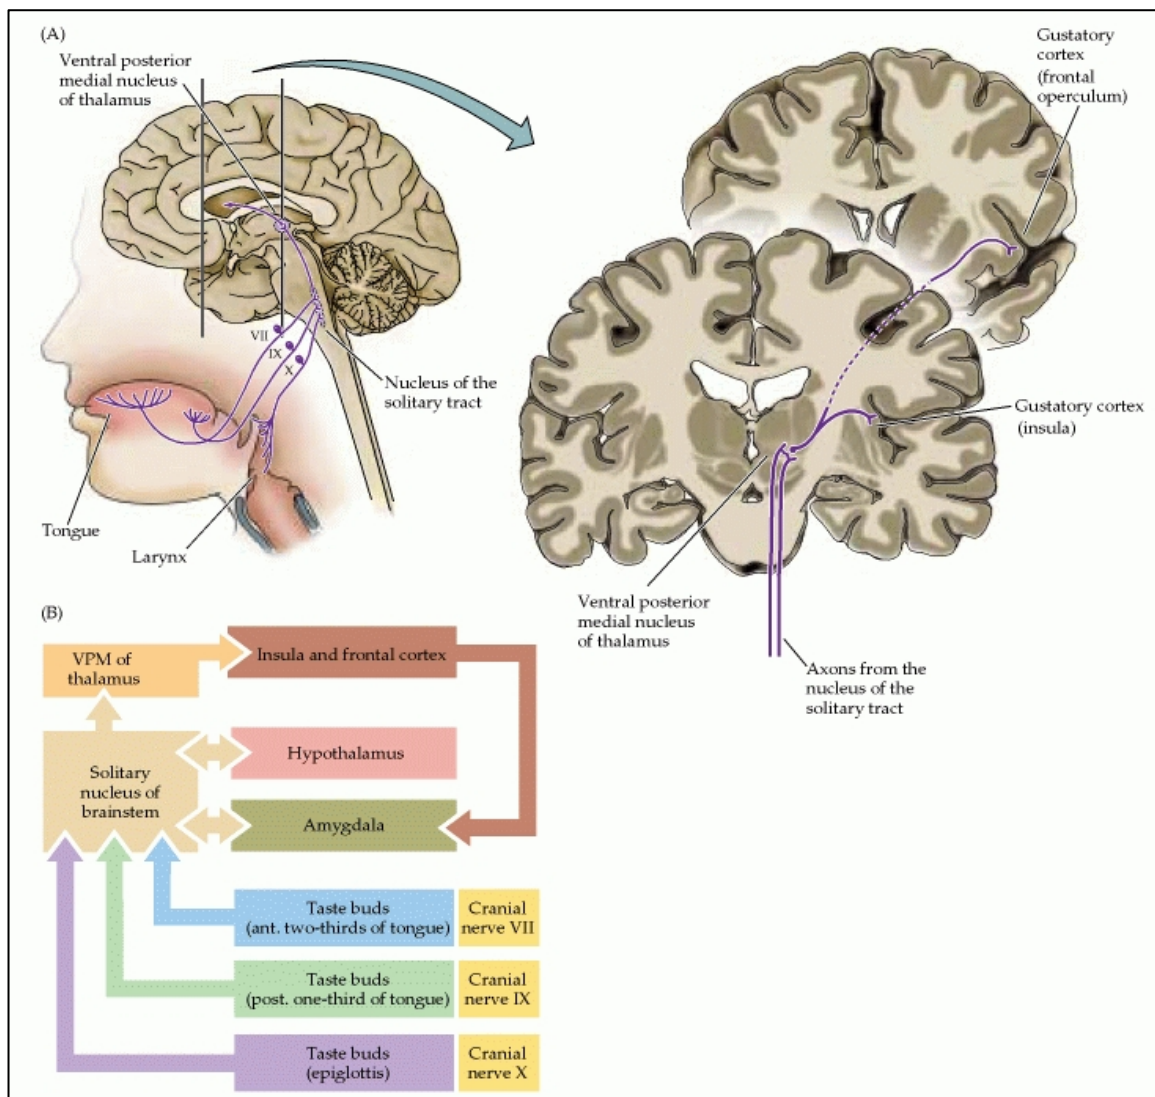 (A)
Ventral posterior
medial nucleus
of thalamus
Gustatory
cortex
(frontal
operculum)
VII
IX
X
Nucleus of the
solitary tract
Gustatory cortex
(insula)
Tongue
Larynx
Ventral posterior
medial nucleus
of thalamus
Axons from the
nucleus of the
solitary tract
(B)
VPM of
thalamus
Insula and frontal cortex
Hypothalamus
Solitary
nucleus of
brainstem
Amygdala
Taste buds
(ant. two-thirds of tongue)
Cranial
nerve VII
Taste buds
(post. one-third of tongue)
Cranial
nerve IX
Taste buds
(epiglottis)
Cranial
nerve X